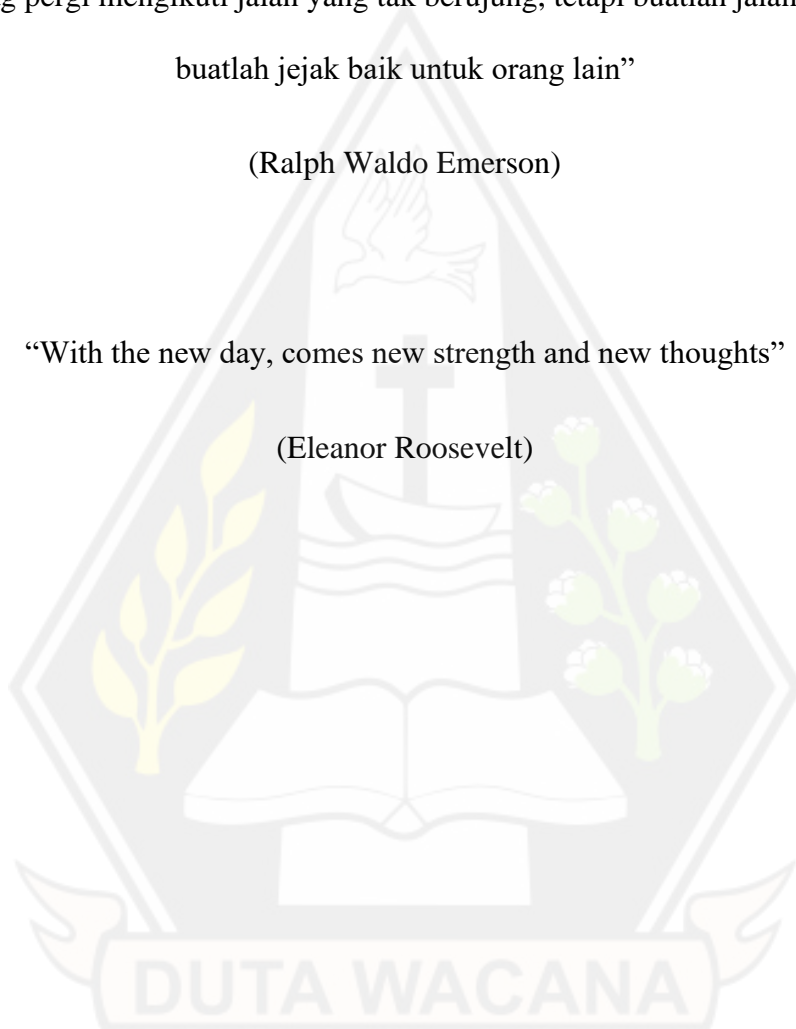 pergi mengikuti jalan yang tak berujung, tetapi buatlah jalan
buatlah jejak baik untuk orang lain”
(Ralph Waldo Emerson)
“With the new day, comes new strength and new thoughts”
(Eleanor Roosevelt)
DUTA WACANA